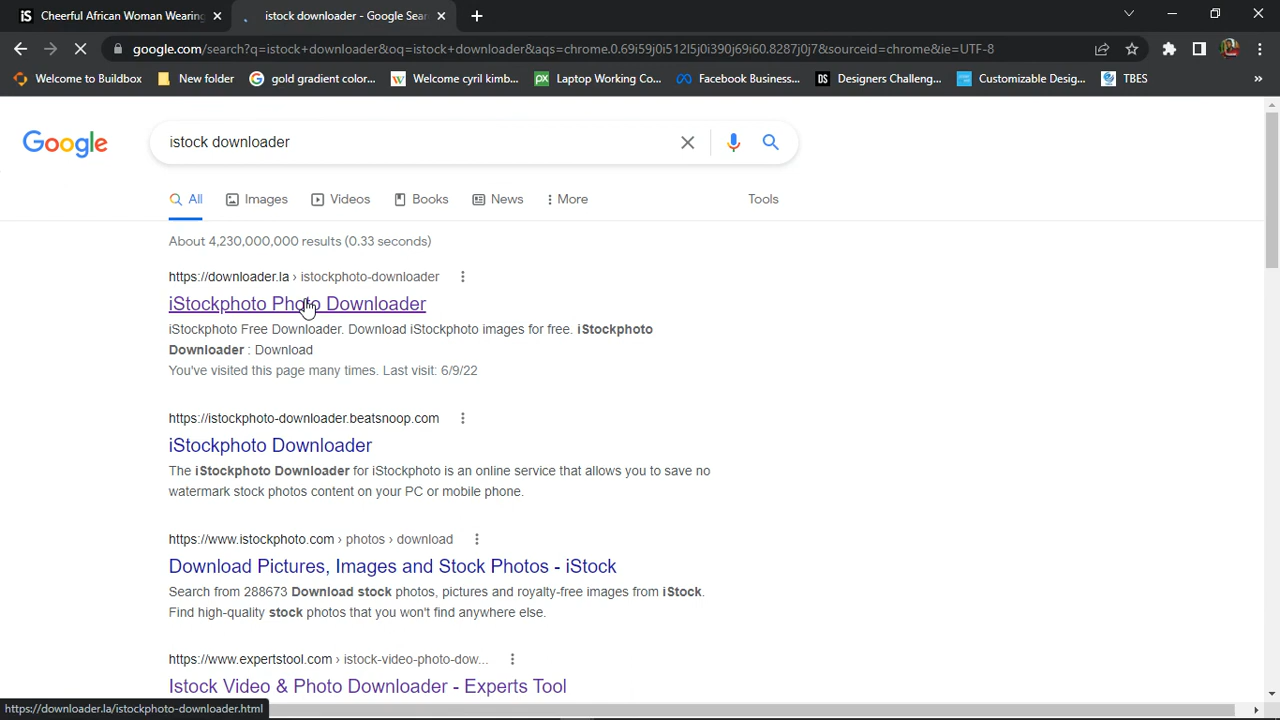 iS Cheerful African Woman Wearing
istock downloader - Google Sear
google.com/search?q=istock+downloader&oq=istock+downloader&aqs=chrome.0.69i59j0i512l5j0i390j69i60.8287j0j7&sourceid=chrome&ie=UTF-8
Welcome to Buildbox
New folder
gold gradient color...
Welcome cyril kimb...
Laptop Working Co...
Facebook Business...
DS Designers Challeng...
Customizable Desig...
TBES
Google
istock downloader
All
Images
Videos
Books
News
More
Tools
About 4,230,000,000 results (0.33 seconds)
https://downloader.la › istockphoto-downloader
iStockphoto Photo Downloader
iStockphoto Free Downloader. Download iStockphoto images for free. iStockphoto
Downloader : Download
You've visited this page many times. Last visit: 6/9/22
https://istockphoto-downloader.beatsnoop.com
iStockphoto Downloader
The iStockphoto Downloader for iStockphoto is an online service that allows you to save no
watermark stock photos content on your PC or mobile phone.
https://www.istockphoto.com › photos › download
Download Pictures, Images and Stock Photos - iStock
Search from 288673 Download stock photos, pictures and royalty-free images from iStock.
Find high-quality stock photos that you won't find anywhere else.
https://www.expertstool.com › istock-video-photo-dow...
Istock Video & Photo Downloader - Experts Tool
https://downloader.la/istockphoto-downloader.html